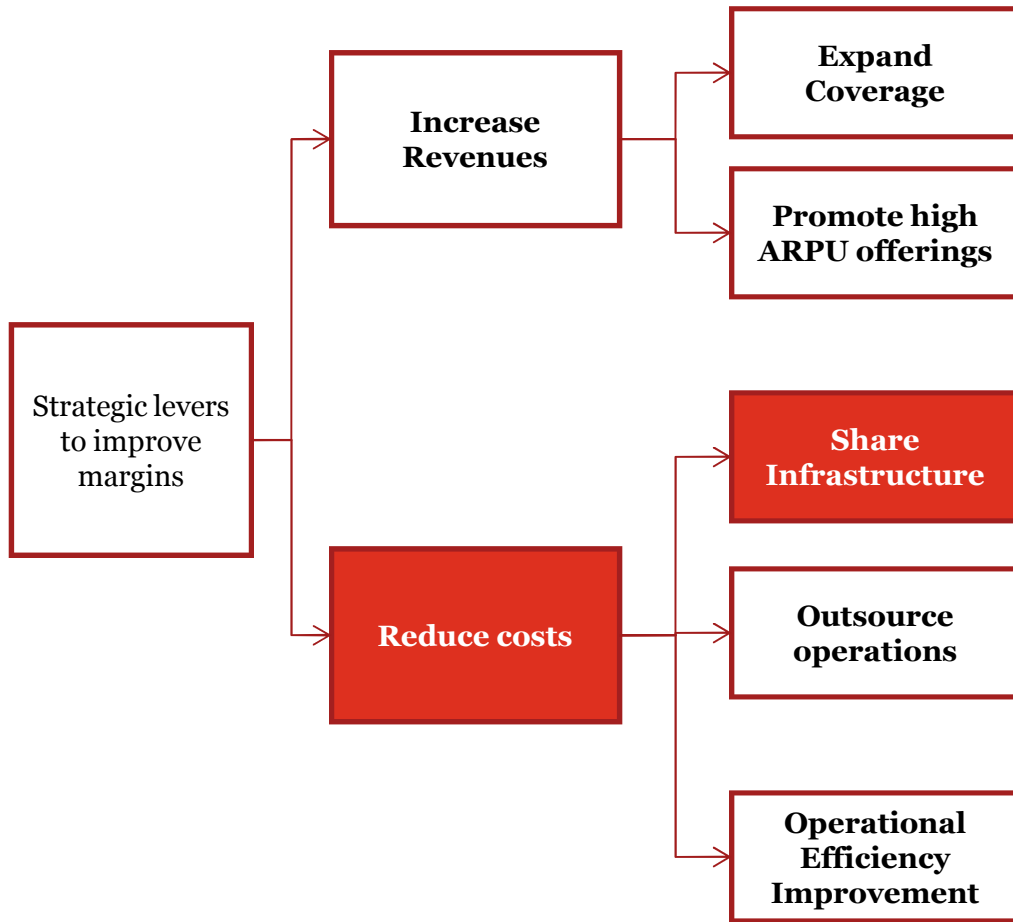 Expand
Coverage
Increase
Revenues
Promote high
ARPU offerings
Strategic levers
to improve
margins
Share
Infrastructure
Reduce costs
Outsource
operations
Operational
Efficiency
Improvement